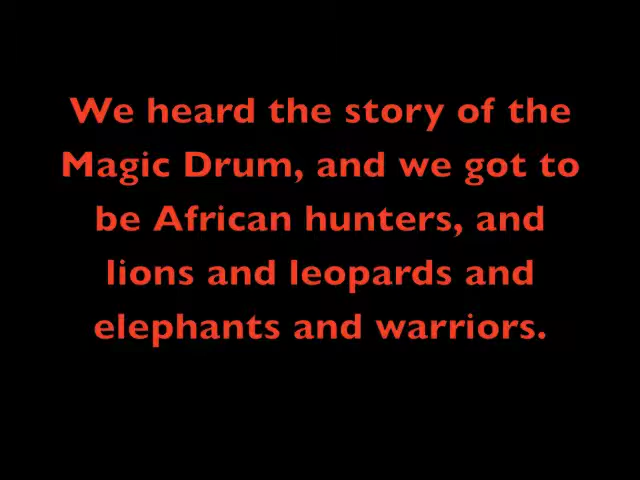 We heard the story of the
Magic Drum, and we got to
be African hunters, and
lions and leopards and
elephants and warriors.